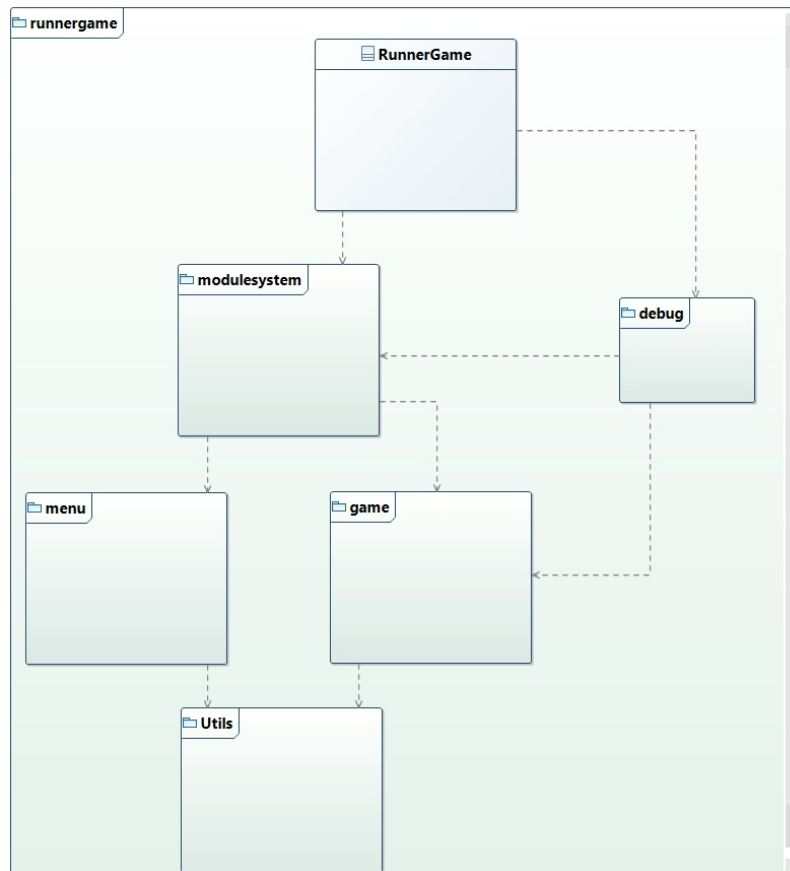 runnergame
RunnerGame
modulesystem
debug
menu
game
Utils